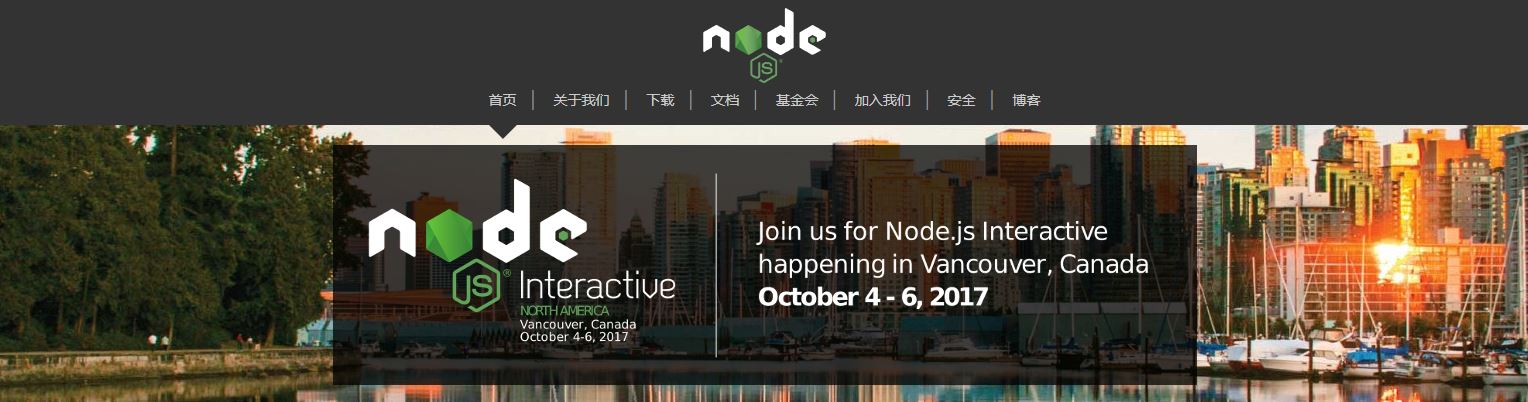 node
JS
首页 | 关于我们 | 下载 | 文档 | 基金会 | 加入我们 | 安全 | 博客
node
JS® Interactive
NORTH AMERICA
Vancouver, Canada
October 4-6, 2017
Join us for Node.js Interactive
happening in Vancouver, Canada
October 4 - 6, 2017